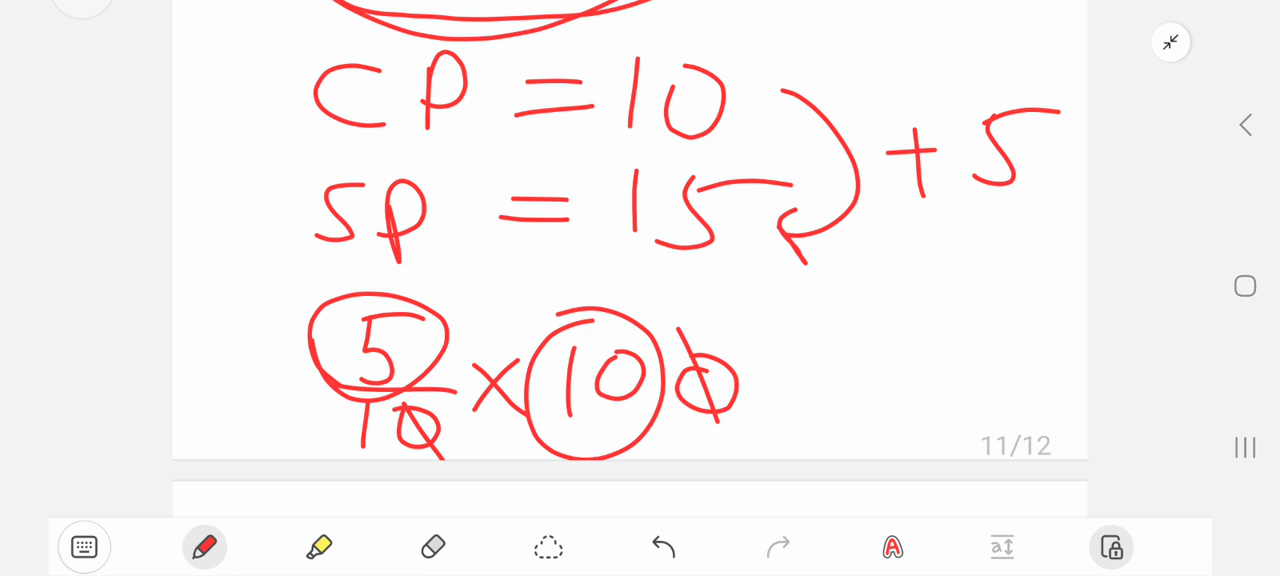 CP = 10
+5
SP = 15
5/10 × 100
11/12